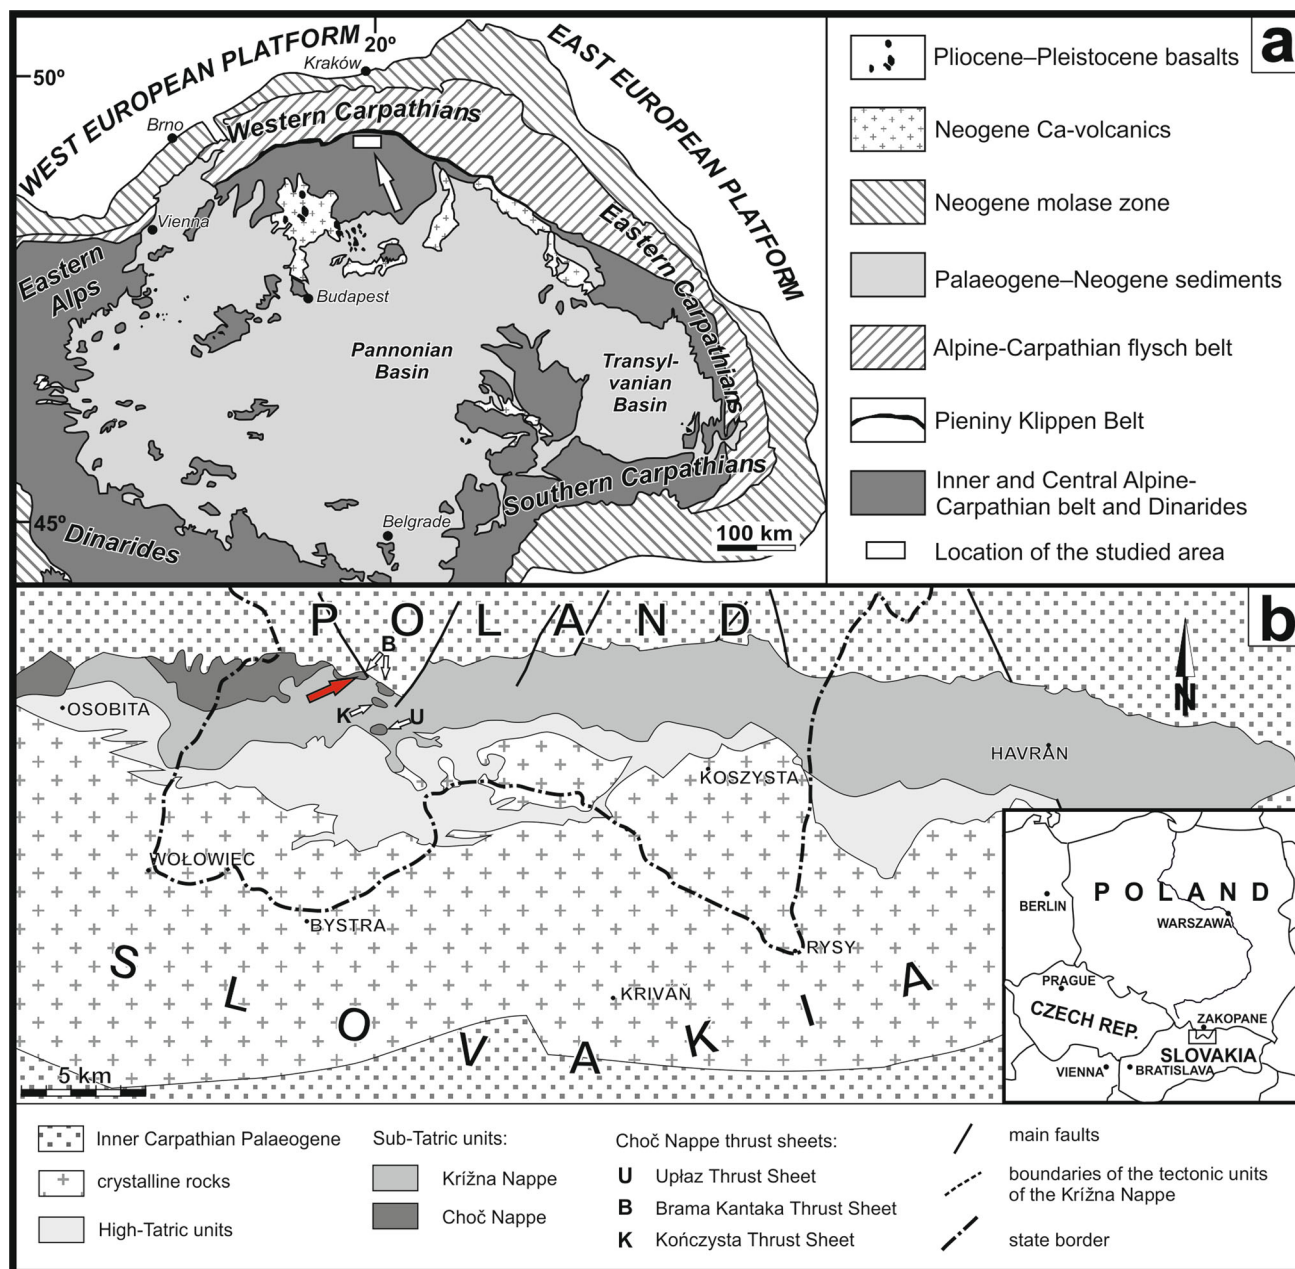 a
WEST EUROPEAN PLATFORM
20º
EAST EUROPEAN PLATFORM
50º
Kraków
Brno
Western Carpathians
Vienna
Eastern
Alps
Eastern Carpathians
Budapest
Pannonian
Basin
Transyl-
vanian
Basin
Southern Carpathians
45º
Dinarides
Belgrade
100 km
Pliocene–Pleistocene basalts
Neogene Ca-volcanics
Neogene molase zone
Palaeogene–Neogene sediments
Alpine-Carpathian flysch belt
Pieniny Klippen Belt
Inner and Central Alpine-
Carpathian belt and Dinarides
Location of the studied area
b
POLAND
B
N
OSOBITA
K
U
HAVRÁN
KOSZYSTA
WOŁOWIEC
BYSTRA
RYSY
KRIVÁŇ
SLOVAKIA
5 km
POLAND
BERLIN
WARSZAWA
PRAGUE
CZECH REP.
ZAKOPANE
SLOVAKIA
VIENNA
BRATISLAVA
Inner Carpathian Palaeogene
crystalline rocks
High-Tatric units
Sub-Tatric units:
Krížna Nappe
Choč Nappe
Choč Nappe thrust sheets:
U Upłaz Thrust Sheet
B Brama Kantaka Thrust Sheet
K Kończysta Thrust Sheet
main faults
boundaries of the tectonic units
of the Krížna Nappe
state border